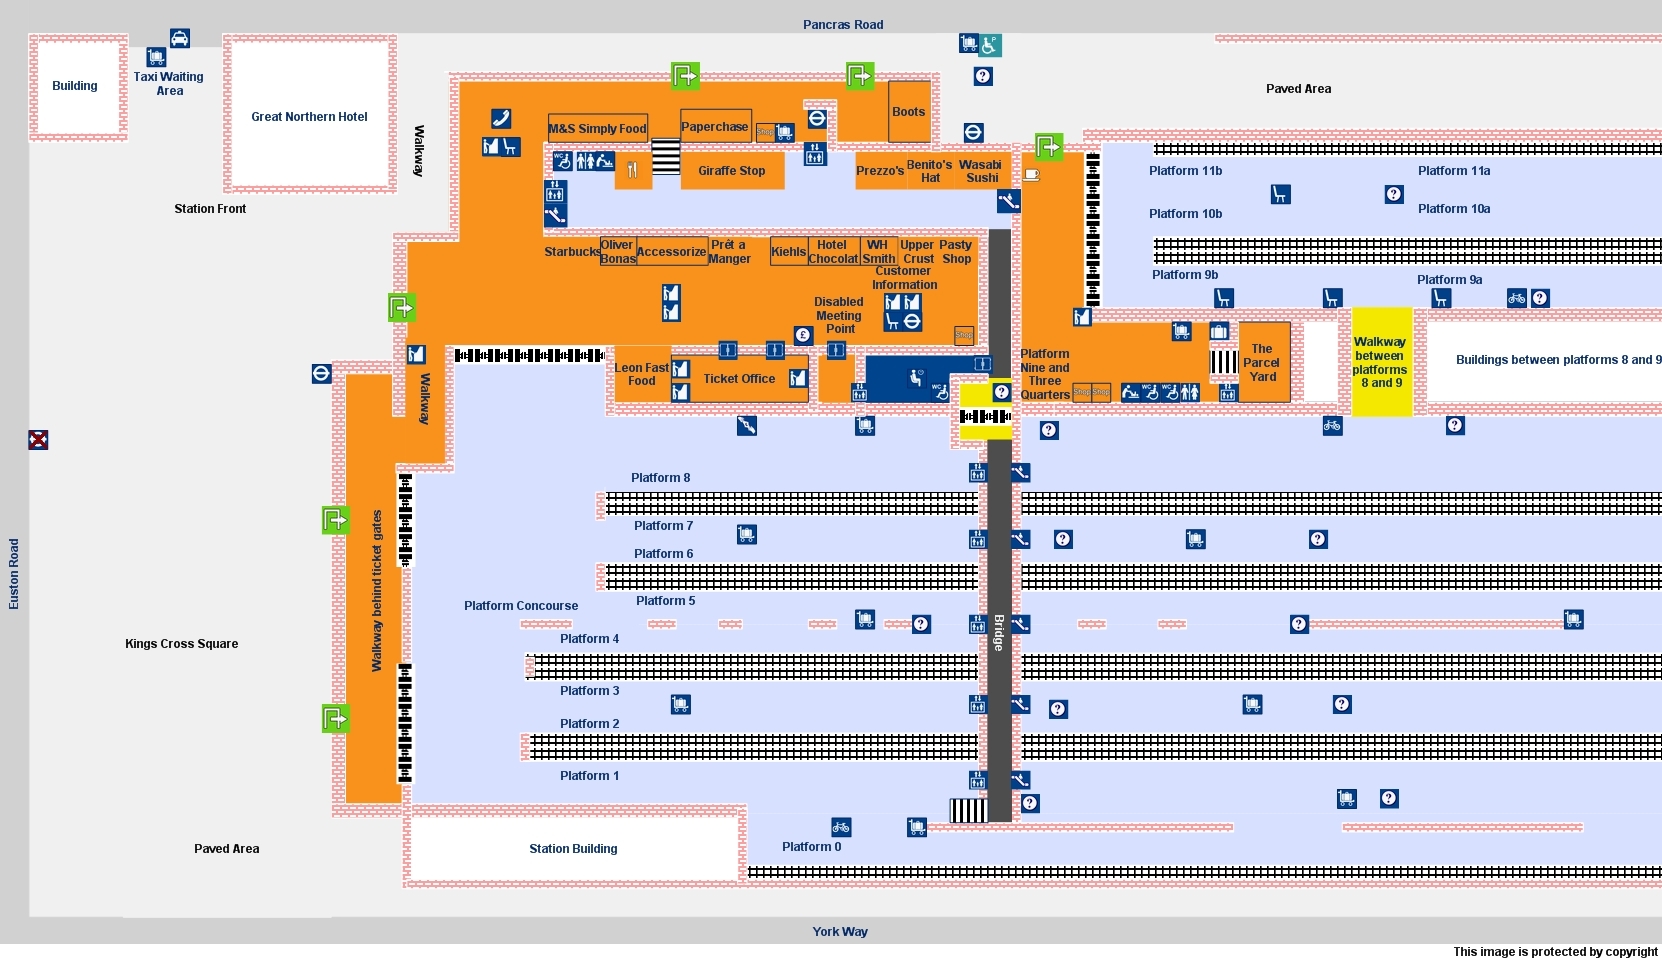 Pancras Road
Building
Taxi Waiting
Area
Great Northern Hotel
Walkway
Station Front
Paved Area
Boots
M&S Simply Food
Paperchase
Shop
Giraffe Stop
Prezzo's
Benito's
Hat
Wasabi
Sushi
WC
Platform 11b
Platform 11a
Platform 10b
Platform 10a
Platform 9b
Platform 9a
Starbucks
Oliver
Bonas
Accessorize
Prêt a
Manger
Kiehls
Hotel
Chocolat
WH
Smith
Upper
Crust
Pasty
Shop
Customer
Information
Disabled
Meeting
Point
Shop
£
Walkway
Leon Fast
Food
Ticket Office
WC
Platform
Nine and
Three
Quarters
Shop
Shop
WC
WC
The
Parcel
Yard
Walkway
between
platforms
8 and 9
Buildings between platforms 8 and 9
Platform 8
Platform 7
Platform 6
Platform 5
Platform Concourse
Platform 4
Platform 3
Platform 2
Platform 1
Platform 0
Bridge
Walkway behind ticket gates
Euston Road
Kings Cross Square
Paved Area
Station Building
York Way
This image is protected by copyright